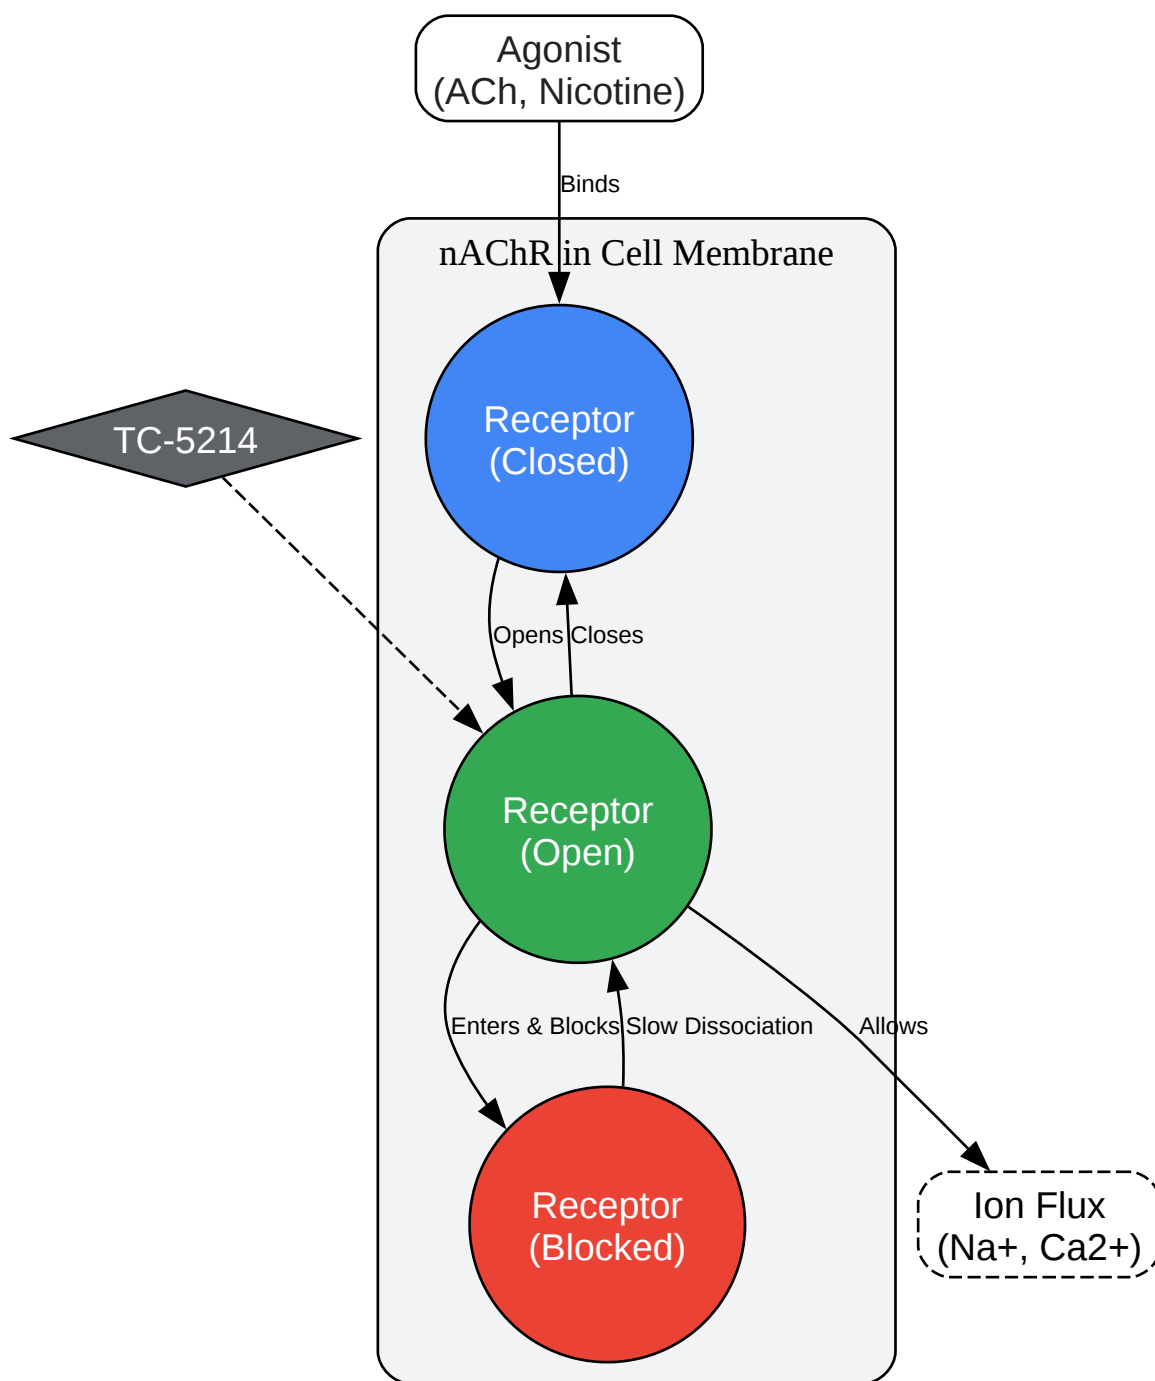 Agonist
(ACh, Nicotine)
Binds
nAChR in Cell Membrane
Receptor
(Closed)
TC-5214
Opens
Closes
Receptor
(Open)
Enters & Blocks
Slow Dissociation
Allows
Receptor
(Blocked)
Ion Flux
(Na+, Ca2+)